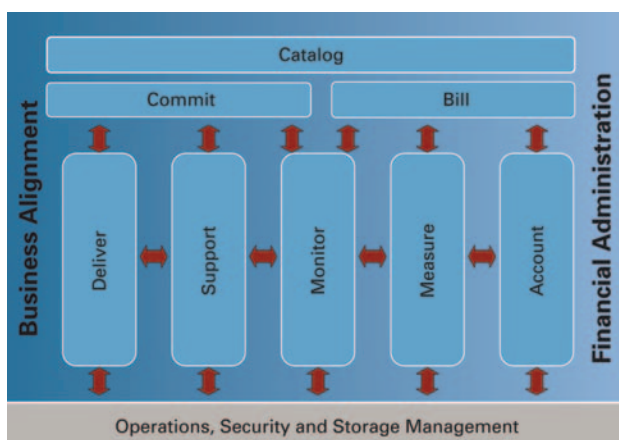 Catalog
Commit
Bill
Business Alignment
Deliver
Support
Monitor
Measure
Account
Financial Administration
Operations, Security and Storage Management